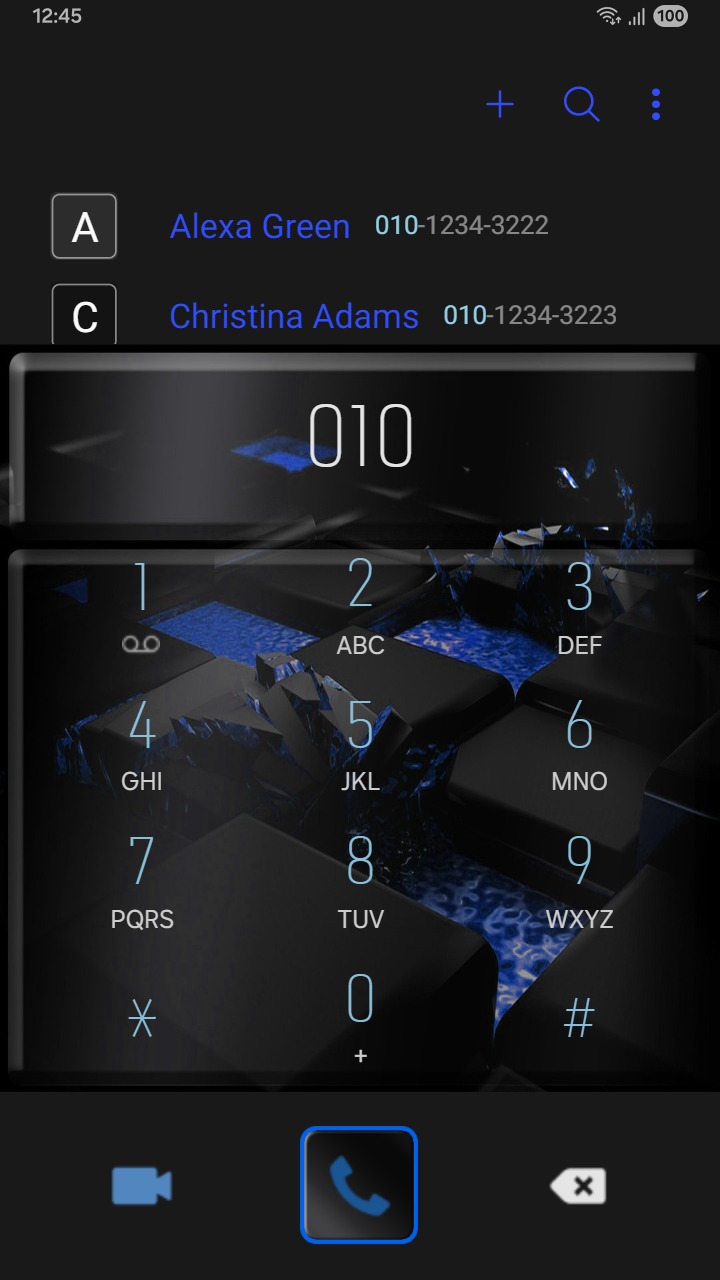 12:45 100
A Alexa Green 010-1234-3222
C Christina Adams 010-1234-3223
010
1 2 3
ABC DEF
4 5 6
GHI JKL MNO
7 8 9
PQRS TUV WXYZ
* 0 #
+